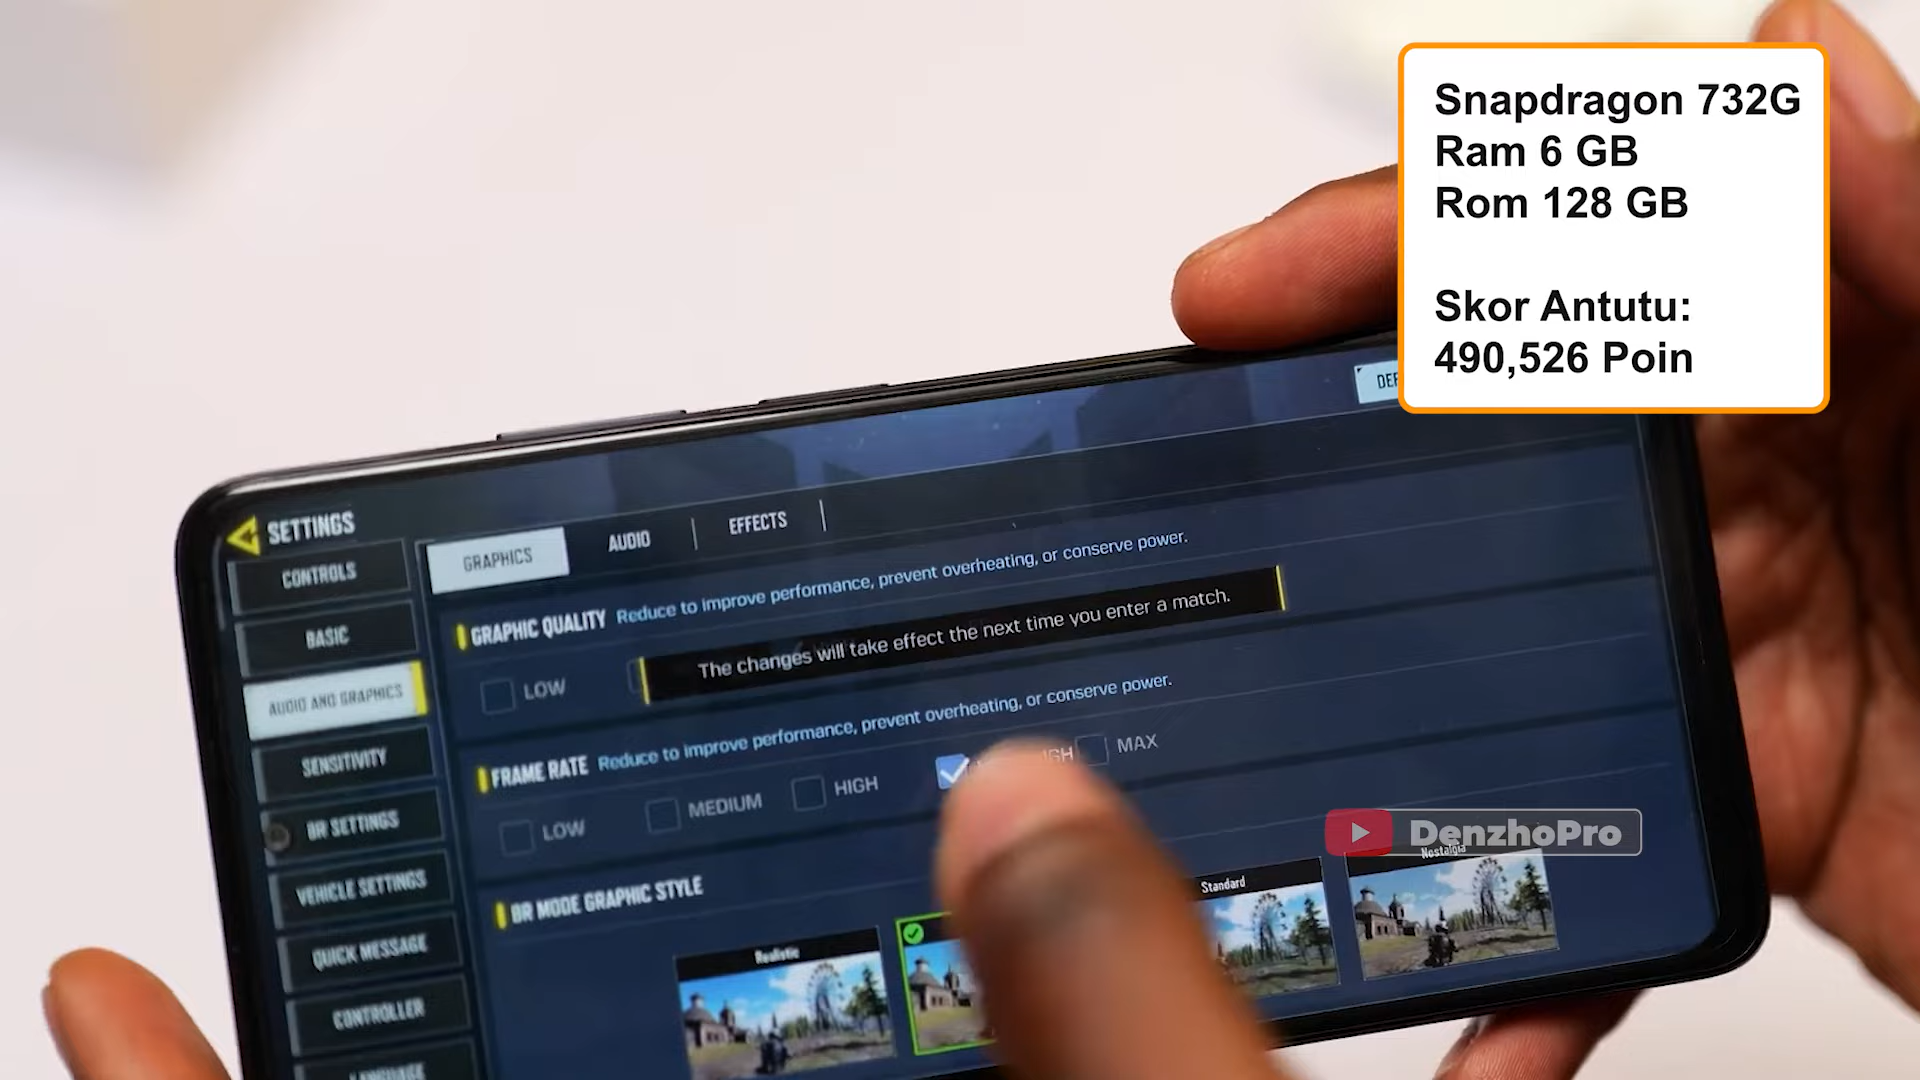 Snapdragon 732G
Ram 6 GB
Rom 128 GB
Skor Antutu:
490,526 Poin
SETTINGS
CONTROLS
BASIC
AUDIO AND GRAPHICS
SENSITIVITY
BR SETTINGS
VEHICLE SETTINGS
QUICK MESSAGE
CONTROLLER
LANGUAGE
GRAPHICS
AUDIO
EFFECTS
GRAPHIC QUALITY Reduce to improve performance, prevent overheating, or conserve power.
LOW
The changes will take effect the next time you enter a match.
FRAME RATE Reduce to improve performance, prevent overheating, or conserve power.
LOW
MEDIUM
HIGH
MAX
BR MODE GRAPHIC STYLE
Realistic
Standard
Nostalgia
DenzhoPro